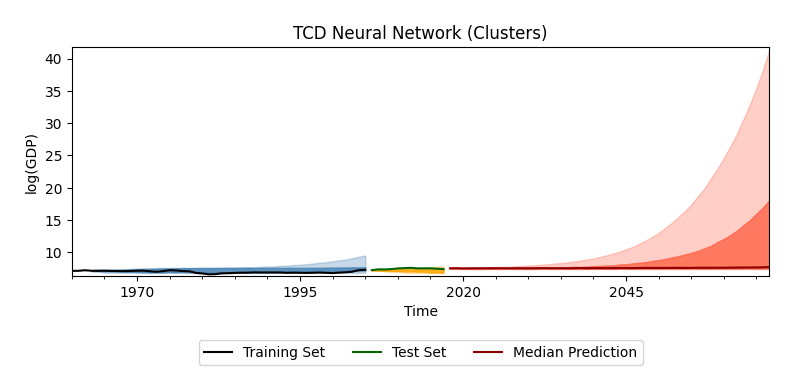 TCD Neural Network (Clusters)
40
35
30
25
20
15
10
log(GDP)
1970 1995 2020 2045
Time
Training Set Test Set Median Prediction